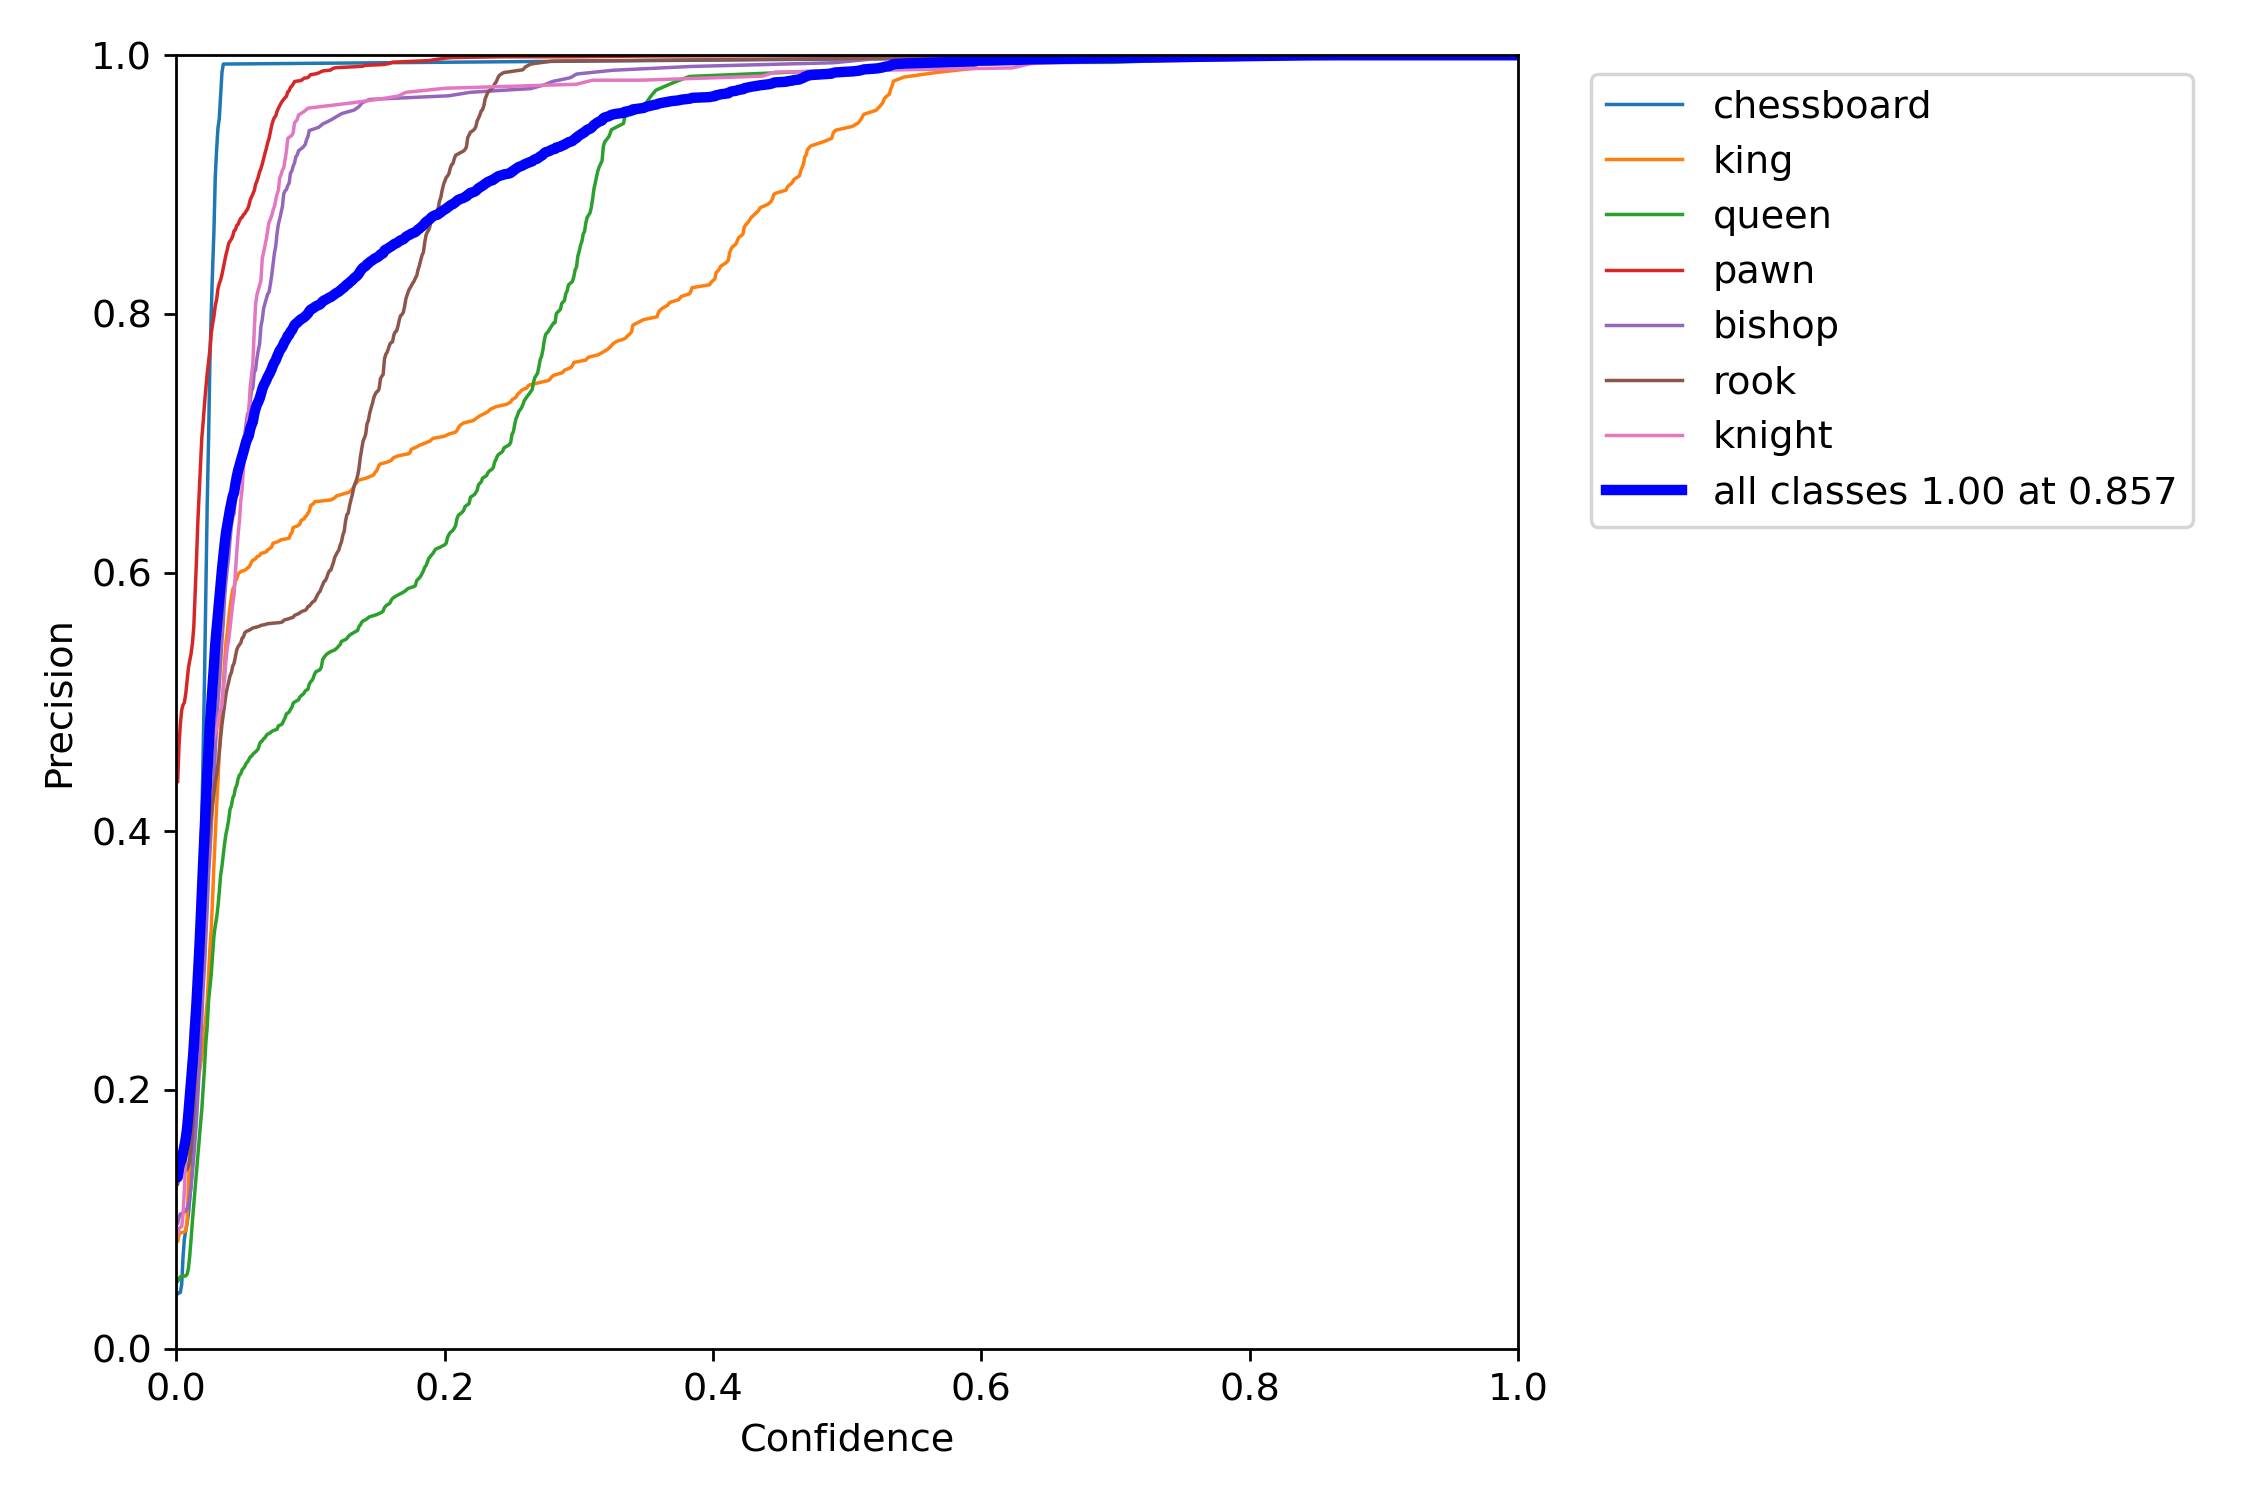 1.0
0.8
0.6
0.4
0.2
0.0
Precision
0.0 0.2 0.4 0.6 0.8 1.0
Confidence
chessboard
king
queen
pawn
bishop
rook
knight
all classes 1.00 at 0.857